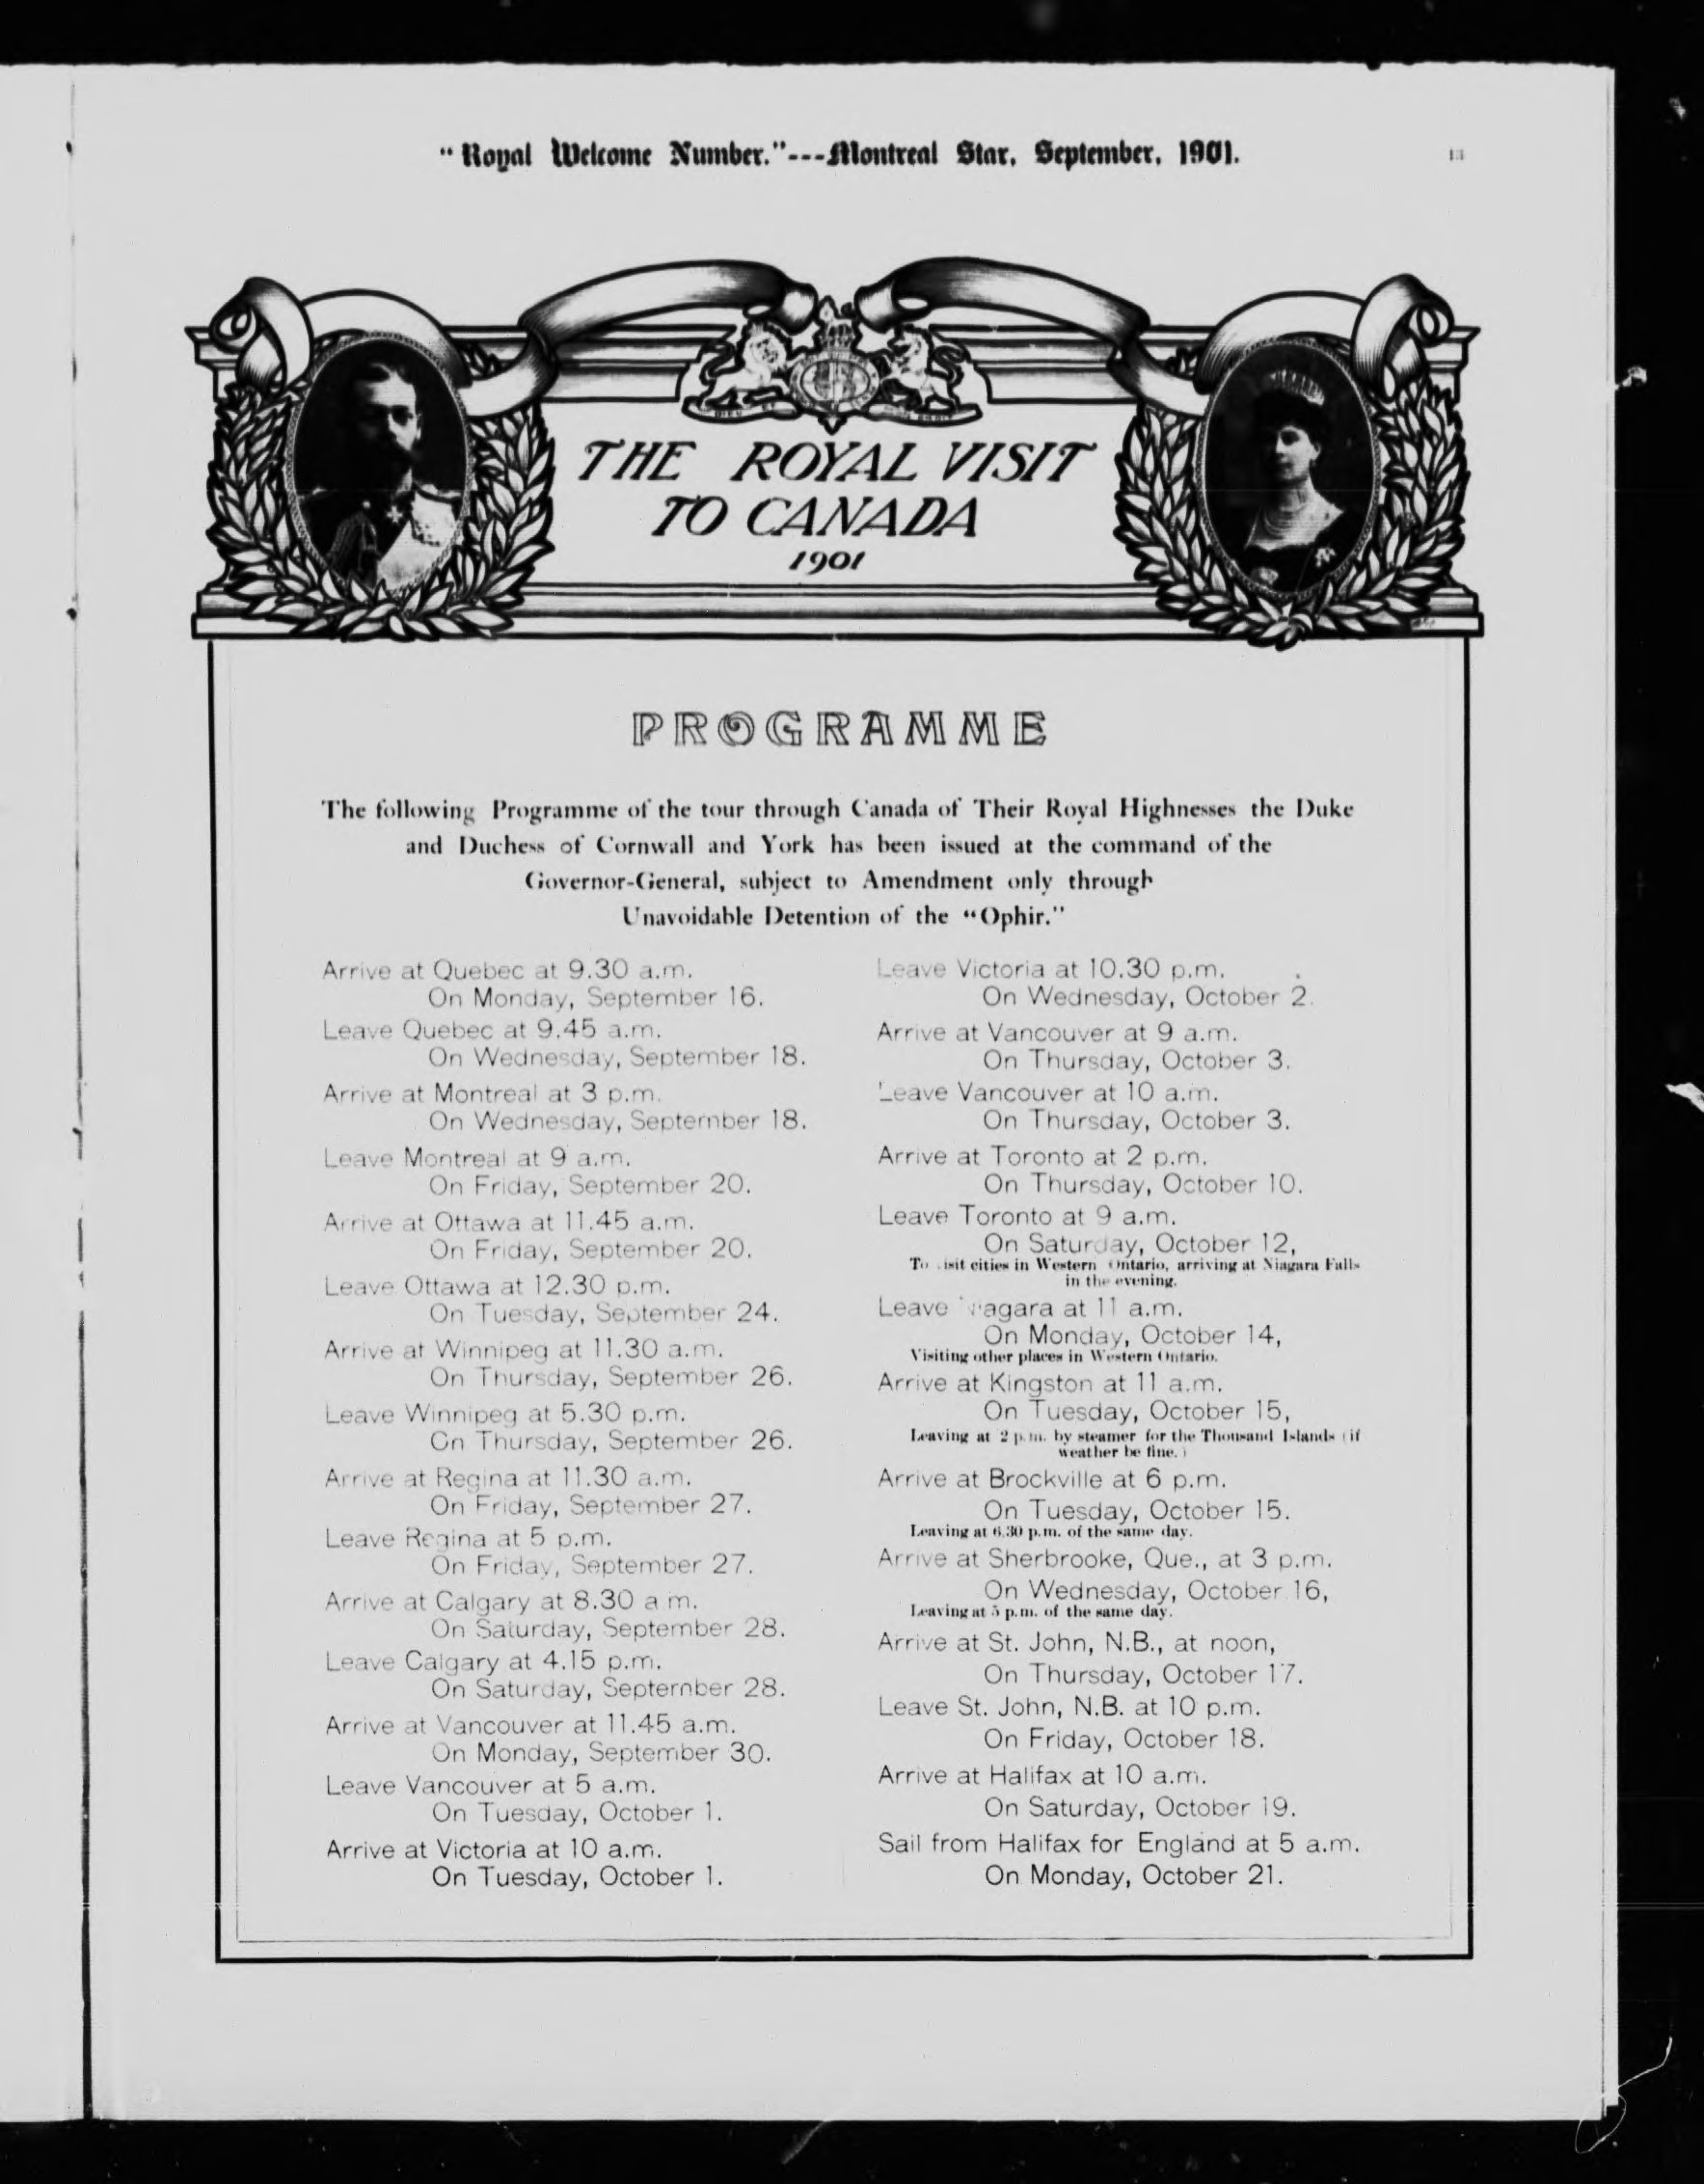 "Royal Welcome Number."---Montreal Star, September, 1901.
13
THE ROYAL VISIT
TO CANADA
1901
PROGRAMME
The following Programme of the tour through Canada of Their Royal Highnesses the Duke
and Duchess of Cornwall and York has been issued at the command of the
Governor-General, subject to Amendment only through
Unavoidable Detention of the "Ophir."
Arrive at Quebec at 9.30 a.m.
On Monday, September 16.
Leave Quebec at 9.45 a.m.
On Wednesday, September 18.
Arrive at Montreal at 3 p.m.
On Wednesday, September 18.
Leave Montreal at 9 a.m.
On Friday, September 20.
Arrive at Ottawa at 11.45 a.m.
On Friday, September 20.
Leave Ottawa at 12.30 p.m.
On Tuesday, September 24.
Arrive at Winnipeg at 11.30 a.m.
On Thursday, September 26.
Leave Winnipeg at 5.30 p.m.
On Thursday, September 26.
Arrive at Regina at 11.30 a.m.
On Friday, September 27.
Leave Regina at 5 p.m.
On Friday, September 27.
Arrive at Calgary at 8.30 a m.
On Saturday, September 28.
Leave Calgary at 4.15 p.m.
On Saturday, September 28.
Arrive at Vancouver at 11.45 a.m.
On Monday, September 30.
Leave Vancouver at 5 a.m.
On Tuesday, October 1.
Arrive at Victoria at 10 a.m.
On Tuesday, October 1.
Leave Victoria at 10.30 p.m.
On Wednesday, October 2.
Arrive at Vancouver at 9 a.m.
On Thursday, October 3.
Leave Vancouver at 10 a.m.
On Thursday, October 3.
Arrive at Toronto at 2 p.m.
On Thursday, October 10.
Leave Toronto at 9 a.m.
On Saturday, October 12,
To visit cities in Western Ontario, arriving at Niagara Falls
in the evening.
Leave Niagara at 11 a.m.
On Monday, October 14,
Visiting other places in Western Ontario.
Arrive at Kingston at 11 a.m.
On Tuesday, October 15,
Leaving at 2 p.m. by steamer for the Thousand Islands (if
weather be fine.)
Arrive at Brockville at 6 p.m.
On Tuesday, October 15.
Leaving at 6.30 p.m. of the same day.
Arrive at Sherbrooke, Que., at 3 p.m.
On Wednesday, October 16,
Leaving at 5 p.m. of the same day.
Arrive at St. John, N.B., at noon,
On Thursday, October 17.
Leave St. John, N.B. at 10 p.m.
On Friday, October 18.
Arrive at Halifax at 10 a.m.
On Saturday, October 19.
Sail from Halifax for England at 5 a.m.
On Monday, October 21.